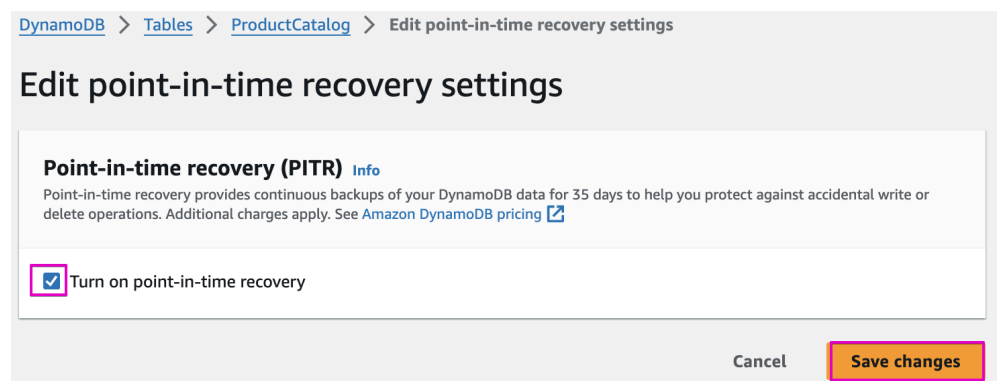 DynamoDB > Tables > ProductCatalog > Edit point-in-time recovery settings
Edit point-in-time recovery settings
Point-in-time recovery (PITR) Info
Point-in-time recovery provides continuous backups of your DynamoDB data for 35 days to help you protect against accidental write or
delete operations. Additional charges apply. See Amazon DynamoDB pricing
Turn on point-in-time recovery
Cancel Save changes